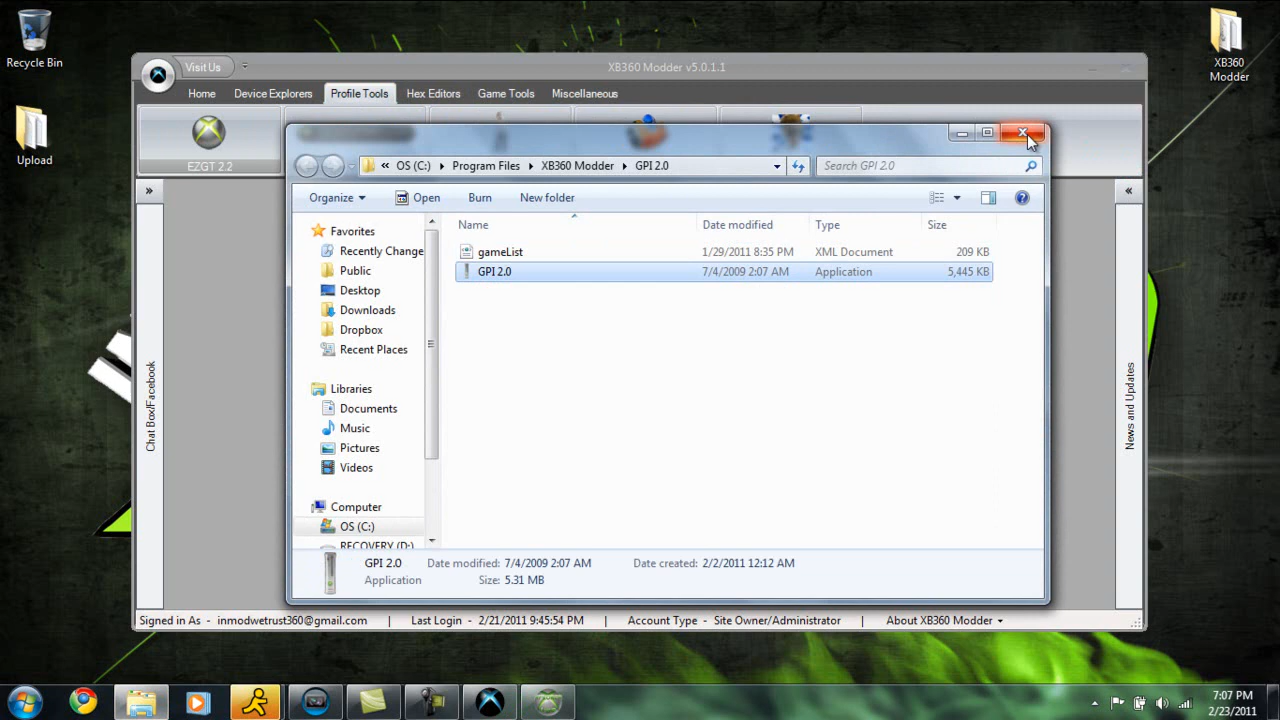 Recycle Bin
Upload
XB360
Modder
Visit Us
XB360 Modder v5.0.1.1
Home
Device Explorers
Profile Tools
Hex Editors
Game Tools
Miscellaneous
EZGT 2.2
«
OS (C:)
Program Files
XB360 Modder
GPI 2.0
Search GPI 2.0
Organize
Open
Burn
New folder
Name
Date modified
Type
Size
gameList
1/29/2011 8:35 PM
XML Document
209 KB
GPI 2.0
7/4/2009 2:07 AM
Application
5,445 KB
Favorites
Recently Change
Public
Desktop
Downloads
Dropbox
Recent Places
Libraries
Documents
Music
Pictures
Videos
Computer
OS (C:)
RECOVERY (D:)
GPI 2.0
Date modified: 7/4/2009 2:07 AM
Date created: 2/2/2011 12:12 AM
Application
Size: 5.31 MB
»
Chat Box/Facebook
«
News and Updates
Signed in As - inmodwetrust360@gmail.com
Last Login - 2/21/2011 9:45:54 PM
Account Type - Site Owner/Administrator
About XB360 Modder
7:07 PM
2/23/2011